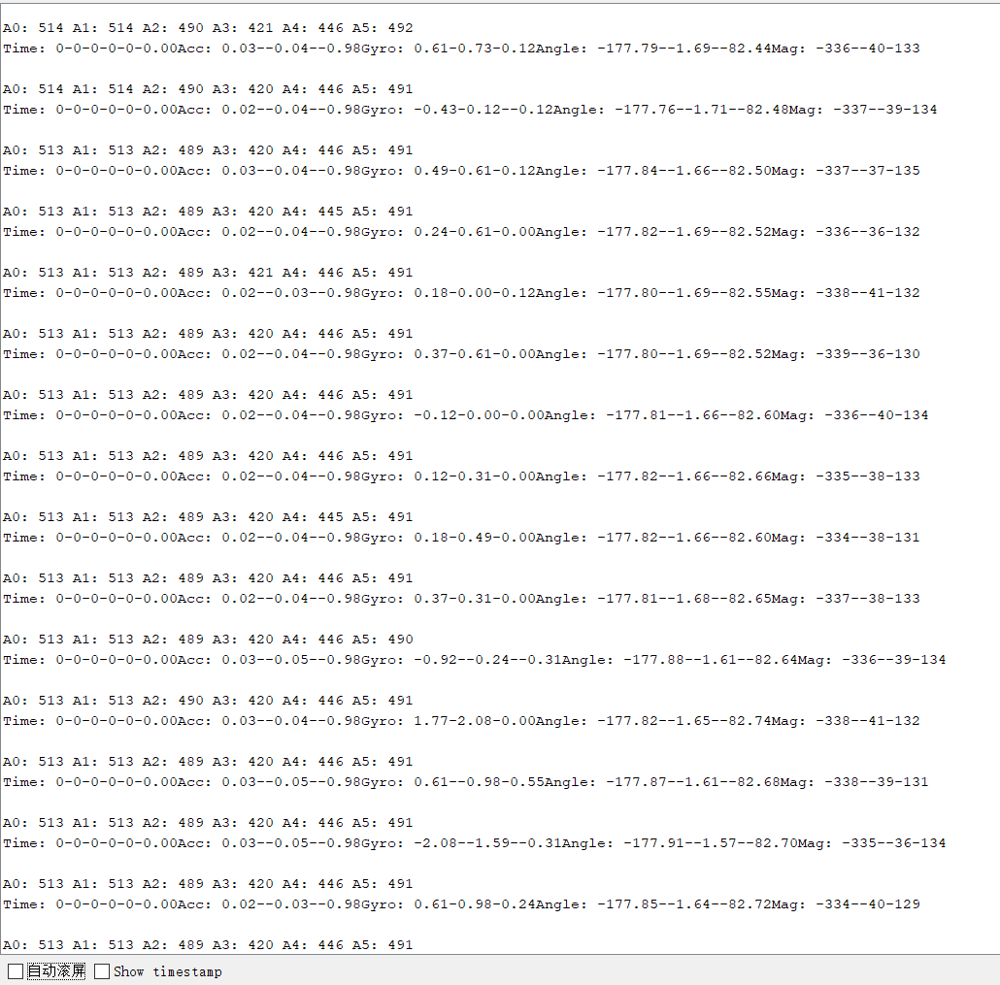 A0: 514 A1: 514 A2: 490 A3: 421 A4: 446 A5: 492
Time: 0-0-0-0-0-0.00Acc: 0.03--0.04--0.98Gyro: 0.61-0.73-0.12Angle: -177.79--1.69--82.44Mag: -336--40-133
A0: 514 A1: 514 A2: 490 A3: 420 A4: 446 A5: 491
Time: 0-0-0-0-0-0.00Acc: 0.02--0.04--0.98Gyro: -0.43-0.12--0.12Angle: -177.76--1.71--82.48Mag: -337--39-134
A0: 513 A1: 513 A2: 489 A3: 420 A4: 446 A5: 491
Time: 0-0-0-0-0-0.00Acc: 0.03--0.04--0.98Gyro: 0.49-0.61-0.12Angle: -177.84--1.66--82.50Mag: -337--37-135
A0: 513 A1: 513 A2: 489 A3: 420 A4: 445 A5: 491
Time: 0-0-0-0-0-0.00Acc: 0.02--0.04--0.98Gyro: 0.24-0.61-0.00Angle: -177.82--1.69--82.52Mag: -336--36-132
A0: 513 A1: 513 A2: 489 A3: 421 A4: 446 A5: 491
Time: 0-0-0-0-0-0.00Acc: 0.02--0.03--0.98Gyro: 0.18-0.00-0.12Angle: -177.80--1.69--82.55Mag: -338--41-132
A0: 513 A1: 513 A2: 489 A3: 420 A4: 446 A5: 491
Time: 0-0-0-0-0-0.00Acc: 0.02--0.04--0.98Gyro: 0.37-0.61-0.00Angle: -177.80--1.69--82.52Mag: -339--36-130
A0: 513 A1: 513 A2: 489 A3: 420 A4: 446 A5: 491
Time: 0-0-0-0-0-0.00Acc: 0.02--0.04--0.98Gyro: -0.12-0.00-0.00Angle: -177.81--1.66--82.60Mag: -336--40-134
A0: 513 A1: 513 A2: 489 A3: 420 A4: 446 A5: 491
Time: 0-0-0-0-0-0.00Acc: 0.02--0.04--0.98Gyro: 0.12-0.31-0.00Angle: -177.82--1.66--82.66Mag: -335--38-133
A0: 513 A1: 513 A2: 489 A3: 420 A4: 445 A5: 491
Time: 0-0-0-0-0-0.00Acc: 0.02--0.04--0.98Gyro: 0.18-0.49-0.00Angle: -177.82--1.66--82.60Mag: -334--38-131
A0: 513 A1: 513 A2: 489 A3: 420 A4: 446 A5: 491
Time: 0-0-0-0-0-0.00Acc: 0.02--0.04--0.98Gyro: 0.37-0.31-0.00Angle: -177.81--1.68--82.65Mag: -337--38-133
A0: 513 A1: 513 A2: 489 A3: 420 A4: 446 A5: 490
Time: 0-0-0-0-0-0.00Acc: 0.03--0.05--0.98Gyro: -0.92--0.24--0.31Angle: -177.88--1.61--82.64Mag: -336--39-134
A0: 513 A1: 513 A2: 490 A3: 420 A4: 446 A5: 491
Time: 0-0-0-0-0-0.00Acc: 0.03--0.04--0.98Gyro: 1.77-2.08-0.00Angle: -177.82--1.65--82.74Mag: -338--41-132
A0: 513 A1: 513 A2: 489 A3: 420 A4: 446 A5: 491
Time: 0-0-0-0-0-0.00Acc: 0.03--0.05--0.98Gyro: 0.61--0.98-0.55Angle: -177.87--1.61--82.68Mag: -338--39-131
A0: 513 A1: 513 A2: 489 A3: 420 A4: 446 A5: 491
Time: 0-0-0-0-0-0.00Acc: 0.03--0.05--0.98Gyro: -2.08--1.59--0.31Angle: -177.91--1.57--82.70Mag: -335--36-134
A0: 513 A1: 513 A2: 489 A3: 420 A4: 446 A5: 491
Time: 0-0-0-0-0-0.00Acc: 0.02--0.03--0.98Gyro: 0.61-0.98-0.24Angle: -177.85--1.64--82.72Mag: -334--40-129
A0: 513 A1: 513 A2: 489 A3: 420 A4: 446 A5: 491
自动滚屏 Show timestamp